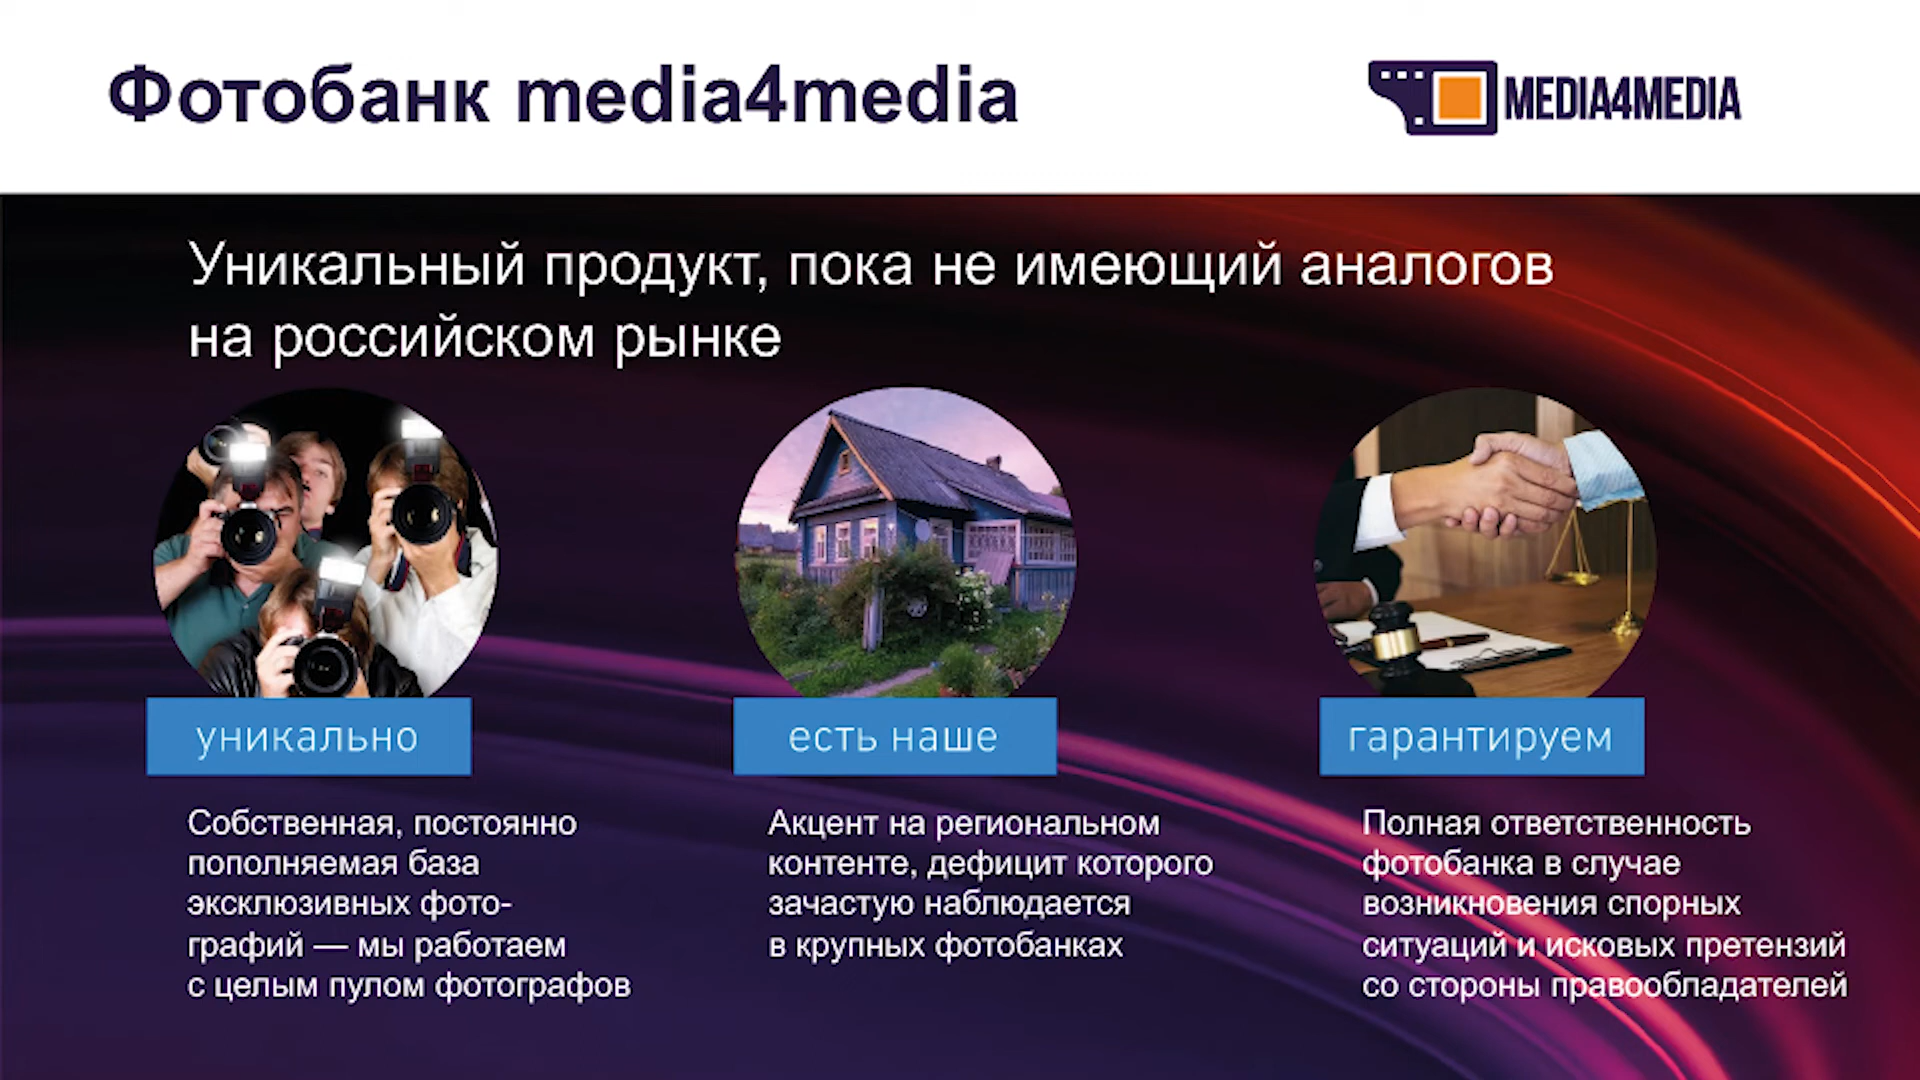 Фотобанк media4media
MEDIA4MEDIA
Уникальный продукт, пока не имеющий аналогов
на российском рынке
уникально
Собственная, постоянно
пополняемая база
эксклюзивных фото-
графий — мы работаем
с целым пулом фотографов
есть наше
Акцент на региональном
контенте, дефицит которого
зачастую наблюдается
в крупных фотобанках
гарантируем
Полная ответственность
фотобанка в случае
возникновения спорных
ситуаций и исковых претензий
со стороны правообладателей